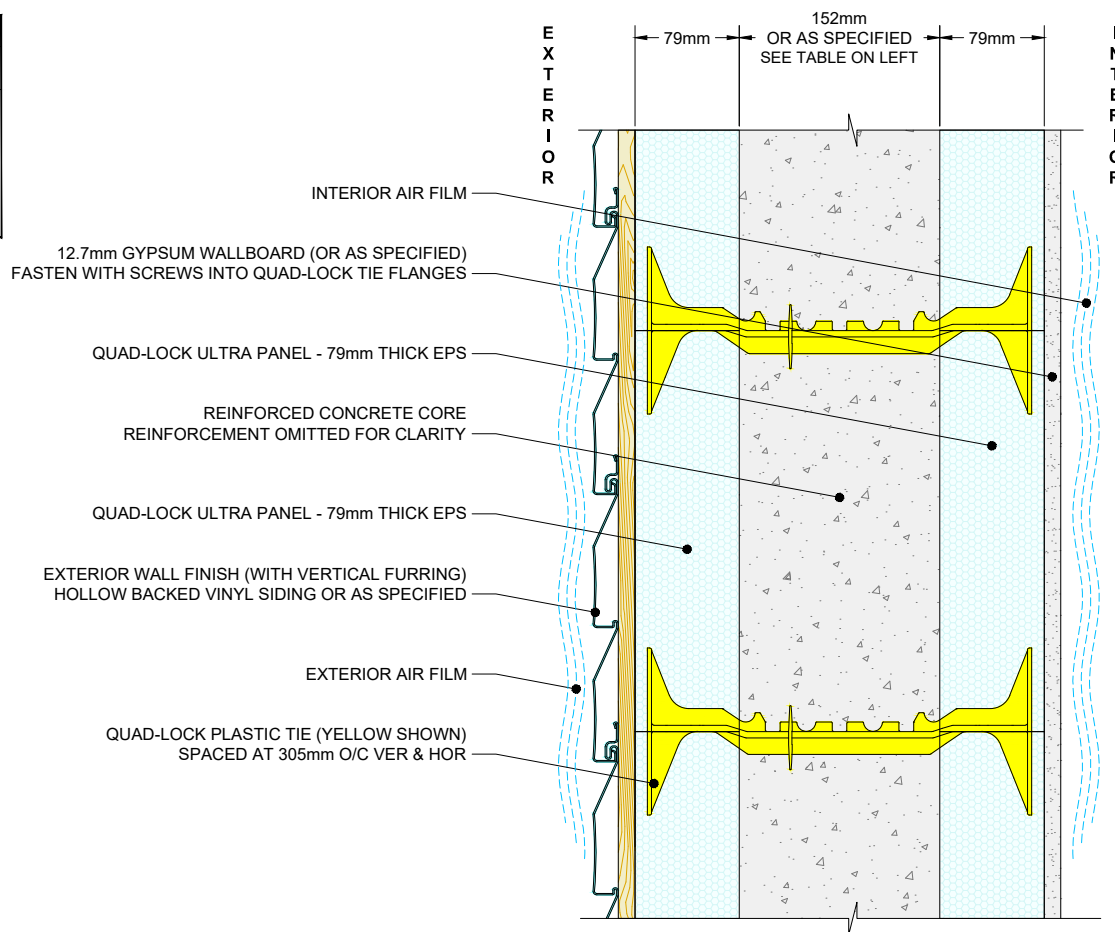 EXTERIOR
79mm
152mm
OR AS SPECIFIED
SEE TABLE ON LEFT
79mm
INTERIOR
INTERIOR AIR FILM
12.7mm GYPSUM WALLBOARD (OR AS SPECIFIED)
FASTEN WITH SCREWS INTO QUAD-LOCK TIE FLANGES
QUAD-LOCK ULTRA PANEL - 79mm THICK EPS
REINFORCED CONCRETE CORE
REINFORCEMENT OMITTED FOR CLARITY
QUAD-LOCK ULTRA PANEL - 79mm THICK EPS
EXTERIOR WALL FINISH (WITH VERTICAL FURRING)
HOLLOW BACKED VINYL SIDING OR AS SPECIFIED
EXTERIOR AIR FILM
QUAD-LOCK PLASTIC TIE (YELLOW SHOWN)
SPACED AT 305mm O/C VER & HOR